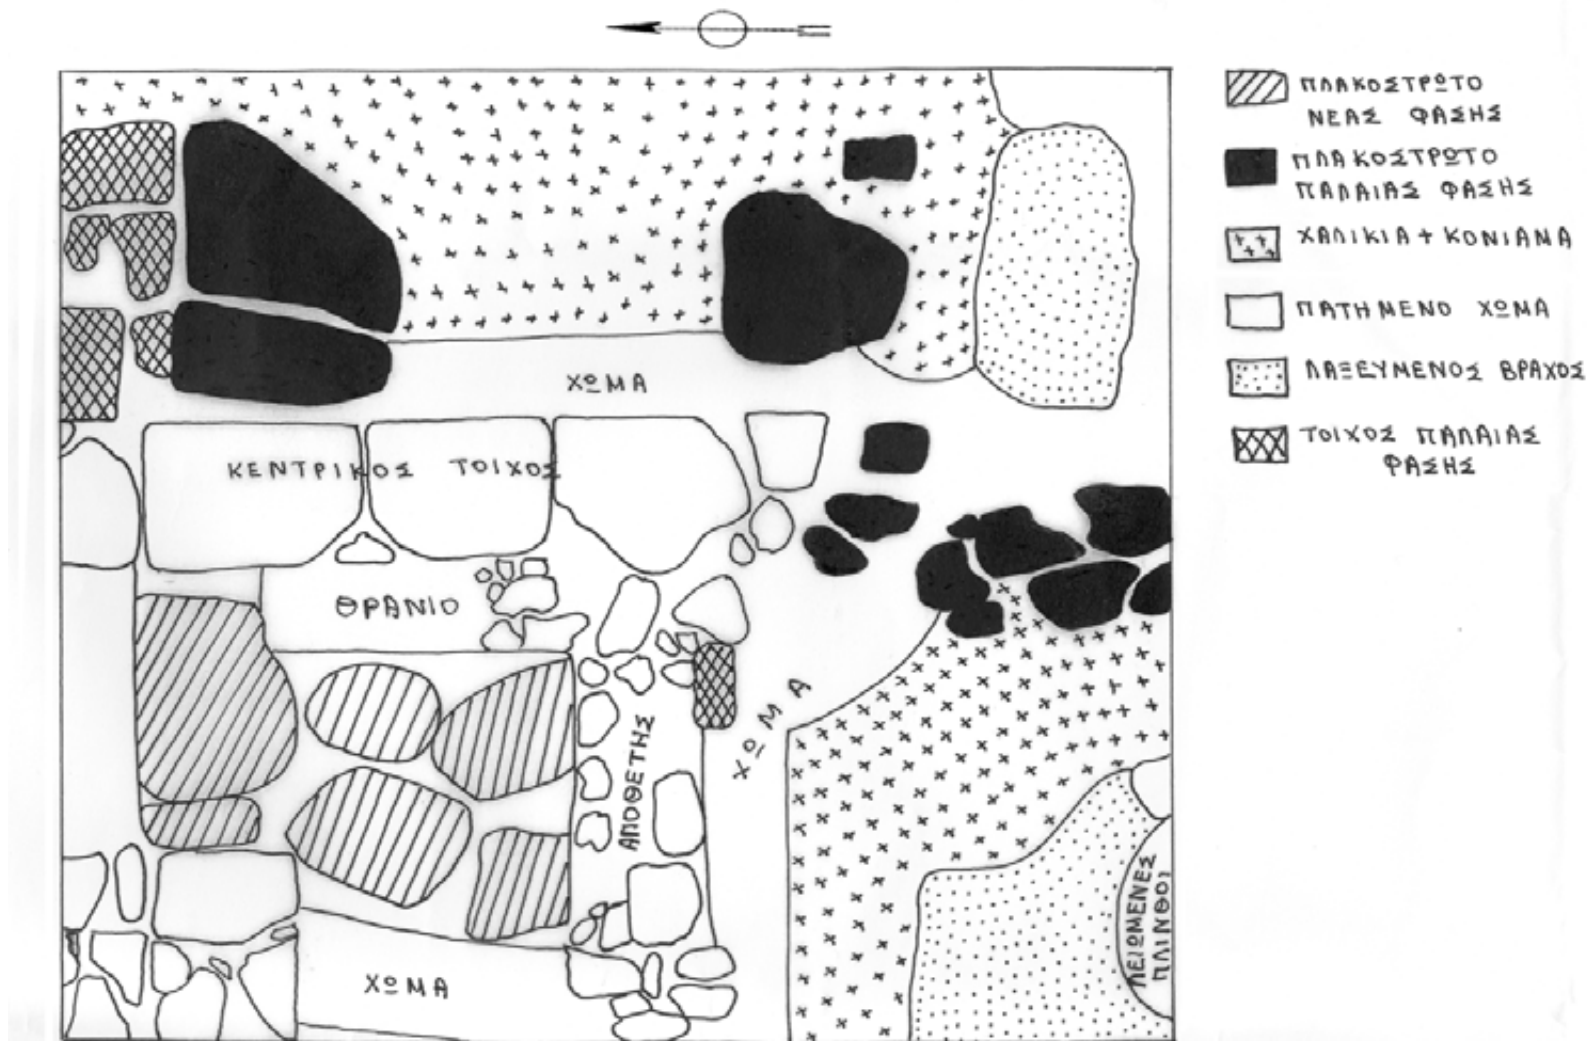 ΠΛΑΚΟΣΤΡΩΤΟ
ΝΕΑΣ ΦΑΣΗΣ
ΠΛΑΚΟΣΤΡΩΤΟ
ΠΑΛΑΙΑΣ ΦΑΣΗΣ
ΧΑΛΙΚΙΑ + ΚΟΝΙΑΜΑ
ΠΑΤΗΜΕΝΟ ΧΩΜΑ
ΛΑΞΕΥΜΕΝΟΣ ΒΡΑΧΟΣ
ΤΟΙΧΟΣ ΠΑΛΑΙΑΣ
ΦΑΣΗΣ
ΧΩΜΑ
ΚΕΝΤΡΙΚΟΣ ΤΟΙΧΟΣ
ΘΡΑΝΙΟ
ΑΠΟΘΕΤΗΣ
ΧΩΜΑ
ΛΕΙΩΜΕΝΕΣ
ΠΛΙΝΘΟΙ
ΧΩΜΑ